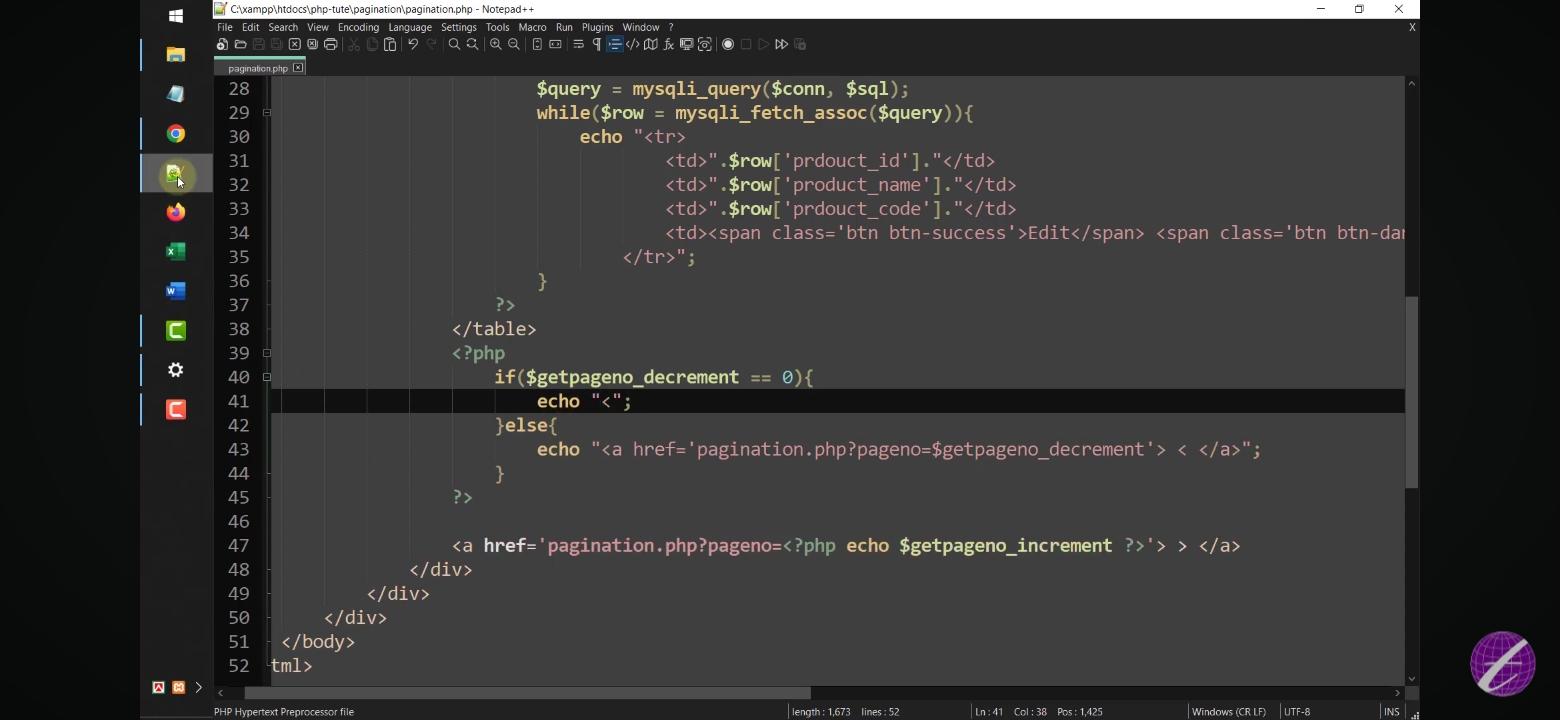 C:\xampp\htdocs\php-tute\pagination\pagination.php - Notepad++
File Edit Search View Encoding Language Settings Tools Macro Run Plugins Window ? X
pagination.php
28 $query = mysqli_query($conn, $sql);
29 while($row = mysqli_fetch_assoc($query)){
30 echo "<tr>
31 <td>".$row['prdouct_id']."</td>
32 <td>".$row['product_name']."</td>
33 <td>".$row['prdouct_code']."</td>
34 <td><span class='btn btn-success'>Edit</span> <span class='btn btn-dar
35 </tr>";
36 }
37 ?>
38 </table>
39 <?php
40 if($getpageno_decrement == 0){
41 echo "<";
42 }else{
43 echo "<a href='pagination.php?pageno=$getpageno_decrement'> < </a>";
44 }
45 ?>
46
47 <a href='pagination.php?pageno=<?php echo $getpageno_increment ?>'> > </a>
48 </div>
49 </div>
50 </div>
51 </body>
52 tml>
PHP Hypertext Preprocessor file length : 1,673 lines : 52 Ln : 41 Col : 38 Pos : 1,425 Windows (CR LF) UTF-8 INS